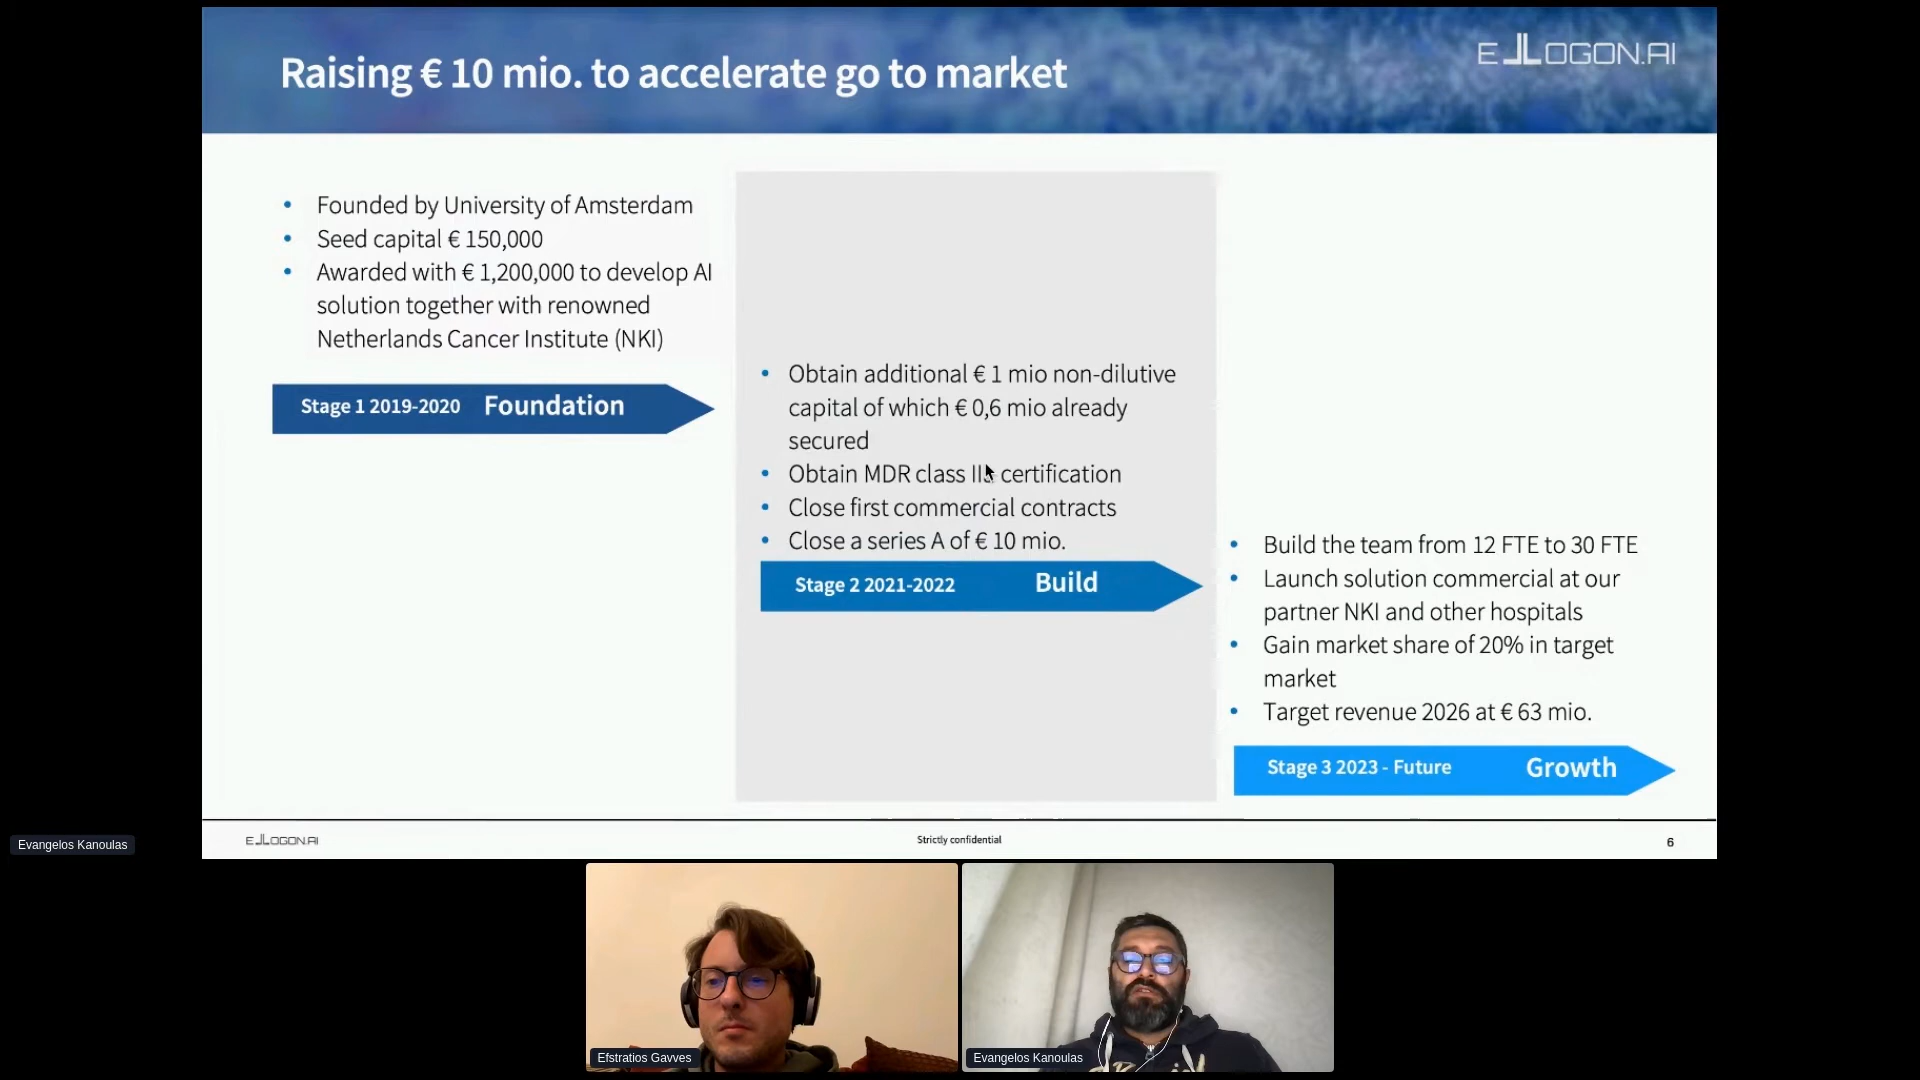 Raising € 10 mio. to accelerate go to market
ELLOGON.AI
• Founded by University of Amsterdam
• Seed capital € 150,000
• Awarded with € 1,200,000 to develop AI
solution together with renowned
Netherlands Cancer Institute (NKI)
Stage 1 2019-2020 Foundation
• Obtain additional € 1 mio non-dilutive
capital of which € 0,6 mio already
secured
• Obtain MDR class certification
• Close first commercial contracts
• Close a series A of € 10 mio.
Stage 2 2021-2022 Build
• Build the team from 12 FTE to 30 FTE
• Launch solution commercial at our
partner NKI and other hospitals
• Gain market share of 20% in target
market
• Target revenue 2026 at € 63 mio.
Stage 3 2023 - Future Growth
ELLOGON.AI
Strictly confidential
6
Evangelos Kanoulas
Efstratios Gavves
Evangelos Kanoulas